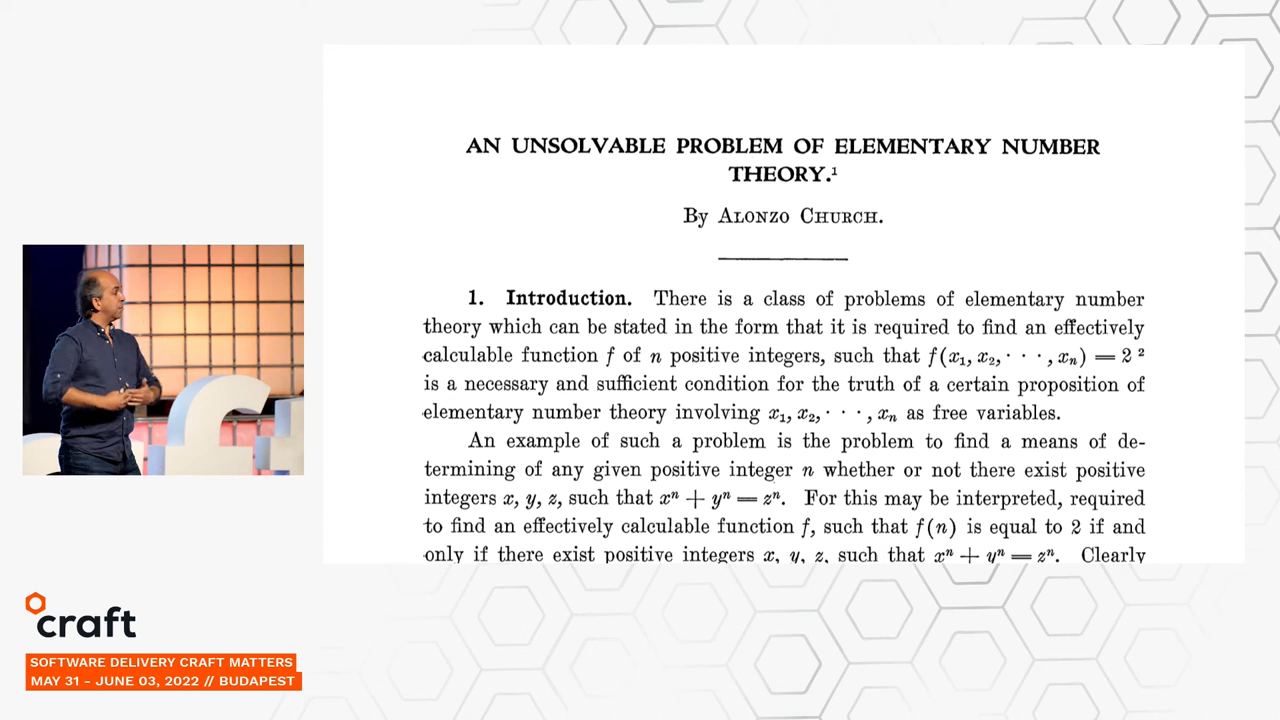 AN UNSOLVABLE PROBLEM OF ELEMENTARY NUMBER
THEORY.¹
By ALONZO CHURCH.
1. Introduction. There is a class of problems of elementary number
theory which can be stated in the form that it is required to find an effectively
calculable function f of n positive integers, such that f(x₁, x₂, · · · , xₙ) = 2 ²
is a necessary and sufficient condition for the truth of a certain proposition of
elementary number theory involving x₁, x₂, · · · , xₙ as free variables.
An example of such a problem is the problem to find a means of de-
termining of any given positive integer n whether or not there exist positive
integers x, y, z, such that xⁿ + yⁿ = zⁿ. For this may be interpreted, required
to find an effectively calculable function f, such that f(n) is equal to 2 if and
only if there exist positive integers x, y, z, such that xⁿ + yⁿ = zⁿ. Clearly
craft
SOFTWARE DELIVERY CRAFT MATTERS
MAY 31 - JUNE 03, 2022 // BUDAPEST